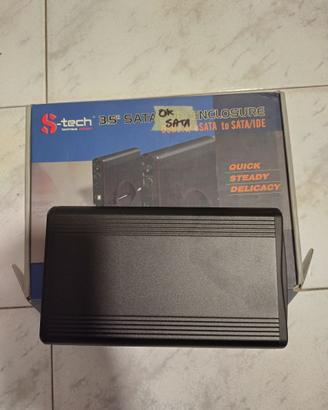 S-tech
3.5" SATA ENCLOSURE
OK
SATA
SATA to SATA/IDE
QUICK
STEADY
DELICACY